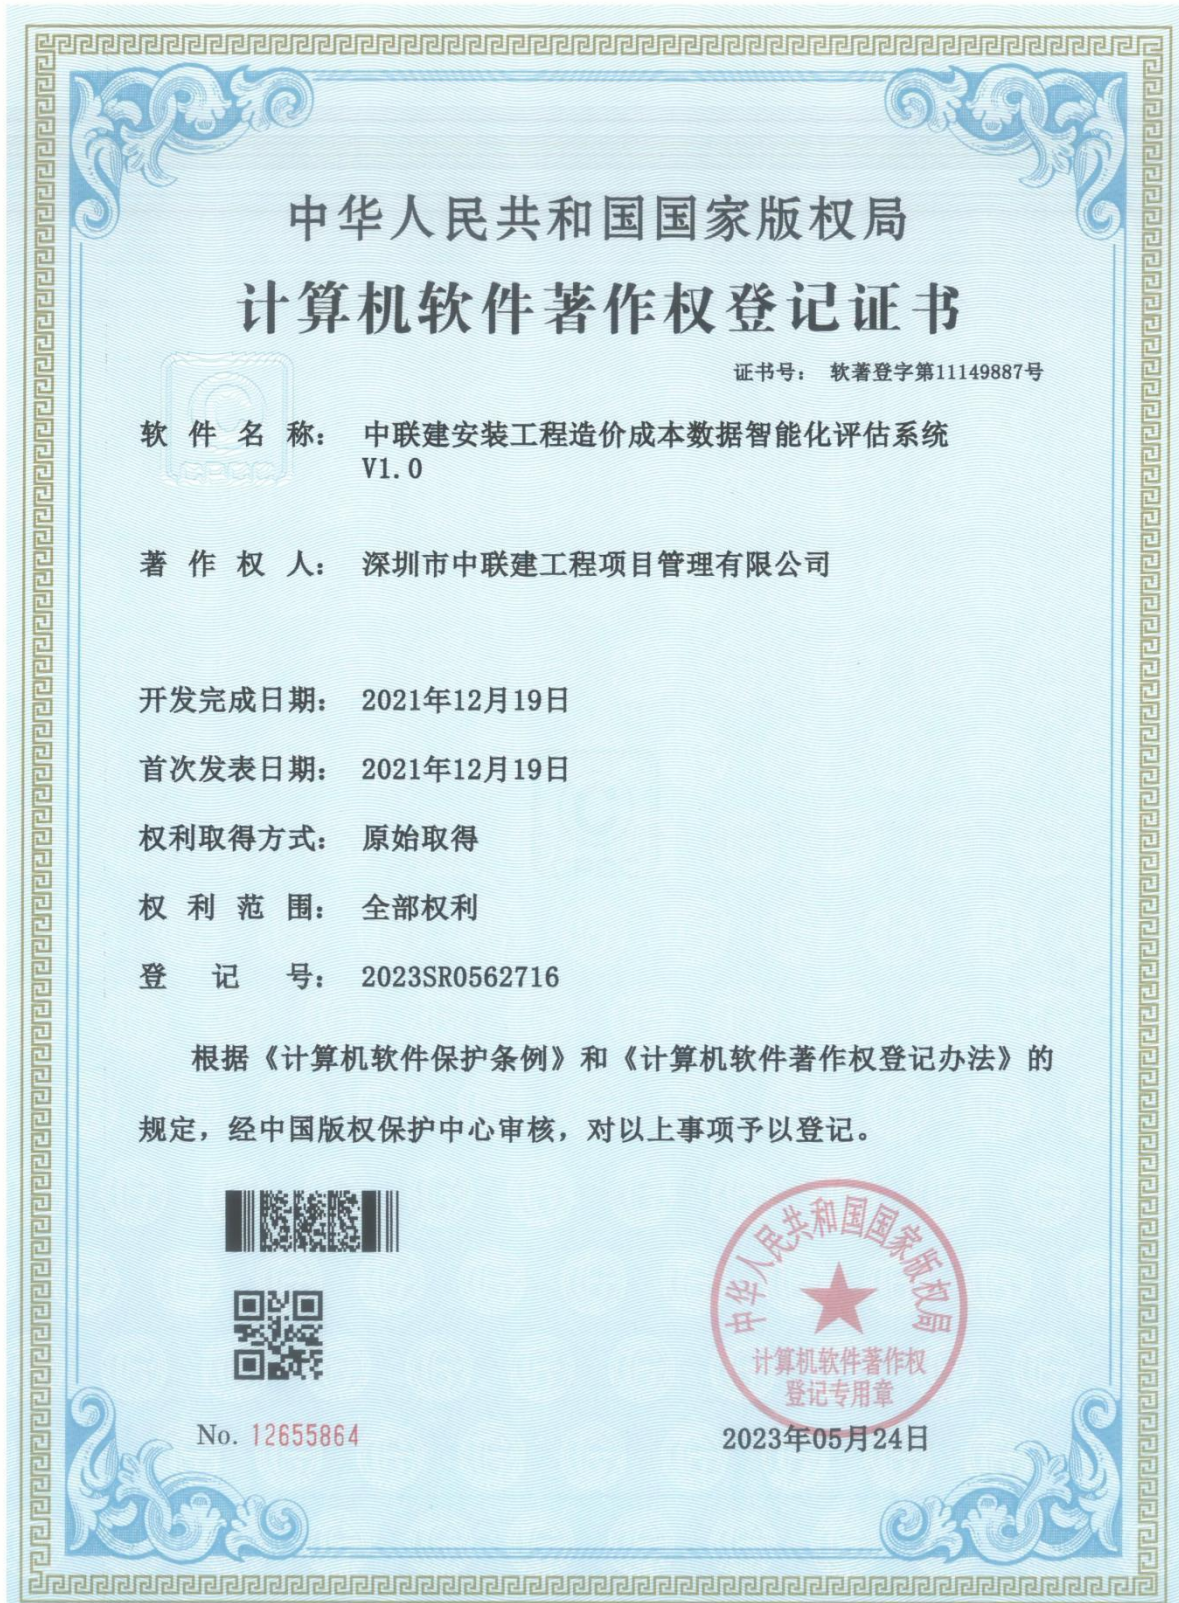 中华人民共和国国家版权局
计算机软件著作权登记证书
证书号： 软著登字第11149887号
软件名称： 中联建安装工程造价成本数据智能化评估系统
V1.0
著作权人： 深圳市中联建工程项目管理有限公司
开发完成日期： 2021年12月19日
首次发表日期： 2021年12月19日
权利取得方式： 原始取得
权利范围： 全部权利
登记号： 2023SR0562716
根据《计算机软件保护条例》和《计算机软件著作权登记办法》的
规定，经中国版权保护中心审核，对以上事项予以登记。
中华人民共和国国家版权局
计算机软件著作权
登记专用章
No. 12655864
2023年05月24日